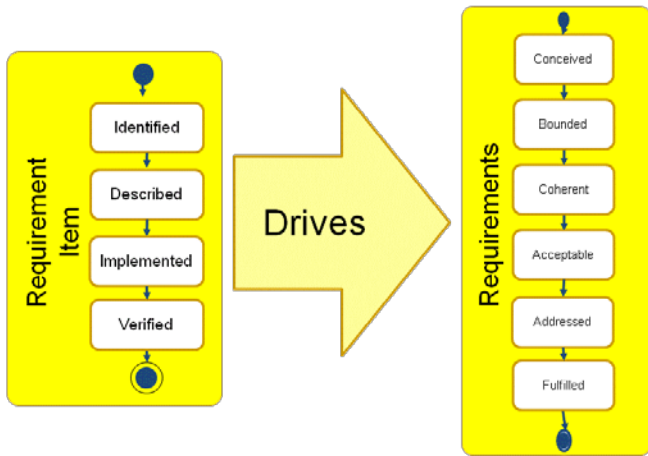 Requirement
Item
Identified
Described
Implemented
Verified
Drives
Requirements
Conceived
Bounded
Coherent
Acceptable
Addressed
Fulfilled